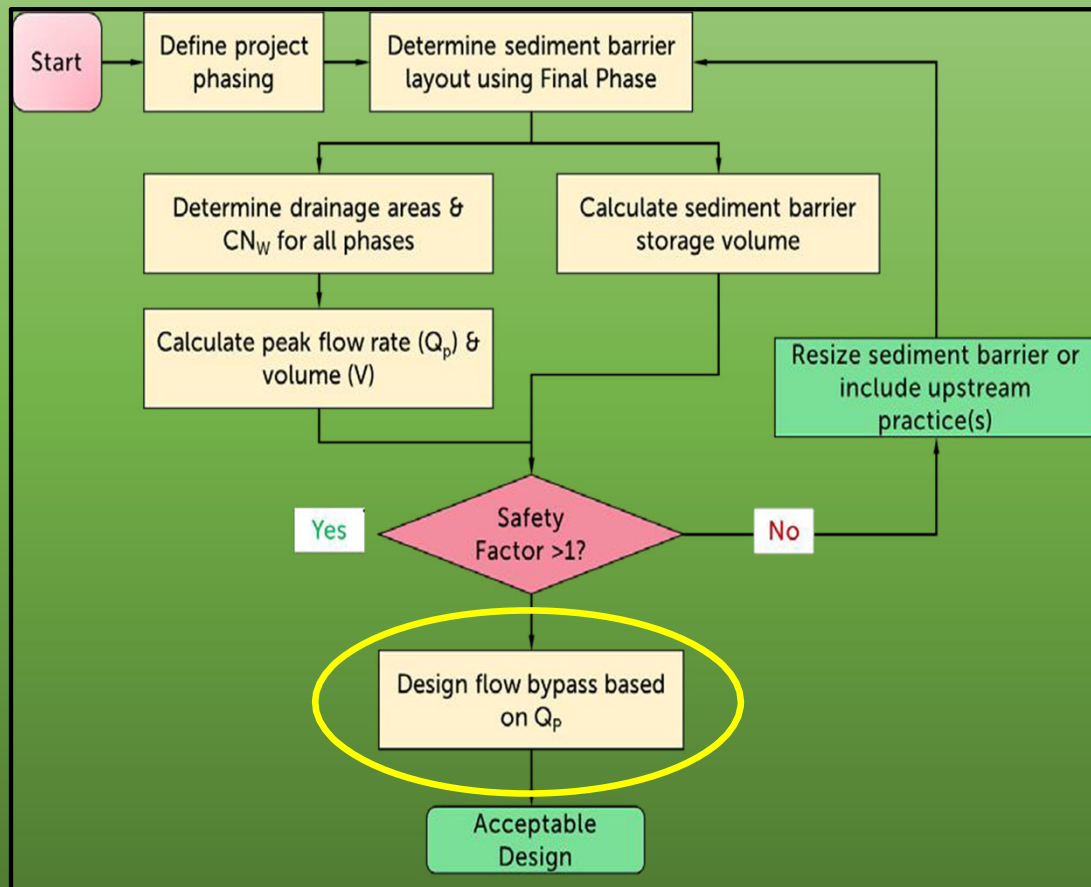 Start
Define project
phasing
Determine sediment barrier
layout using Final Phase
Determine drainage areas &
CNW for all phases
Calculate sediment barrier
storage volume
Calculate peak flow rate (Qp) &
volume (V)
Resize sediment barrier or
include upstream
practice(s)
Yes
Safety
Factor >1?
No
Design flow bypass based
on QP
Acceptable
Design